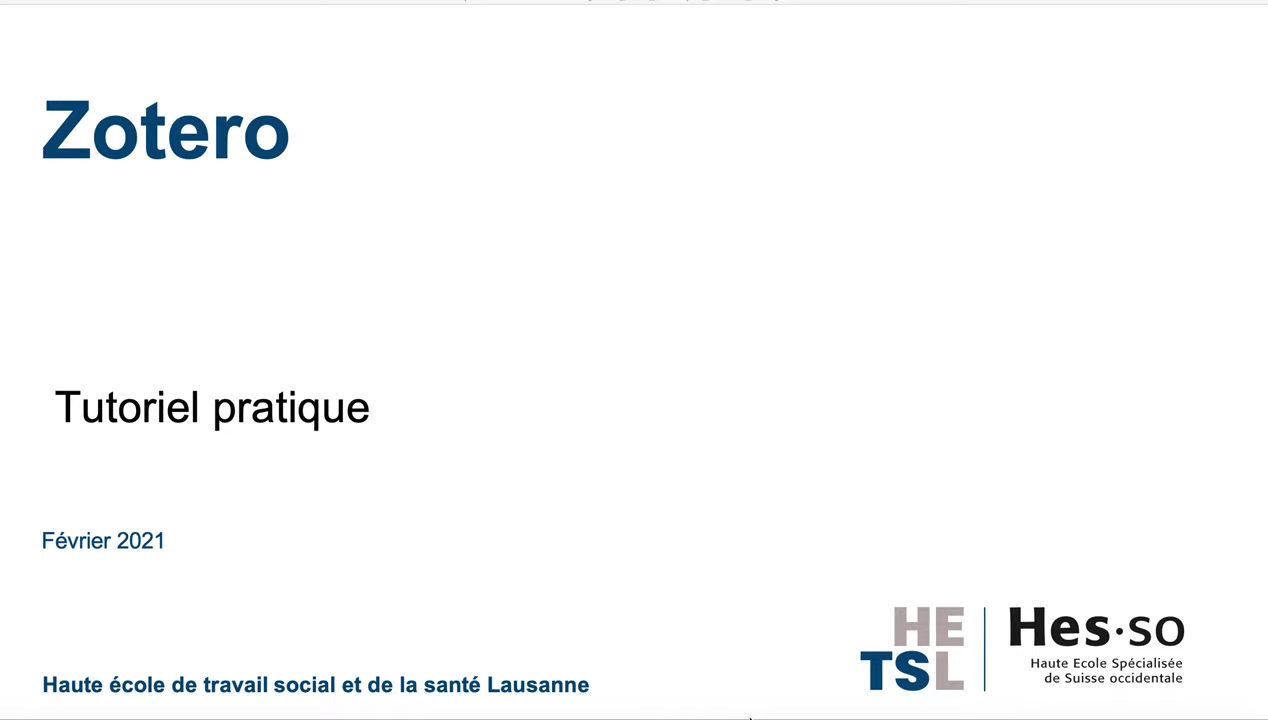 Zotero
Tutoriel pratique
Février 2021
Haute école de travail social et de la santé Lausanne
HE
TSL
Hes·so
Haute Ecole Spécialisée
de Suisse occidentale